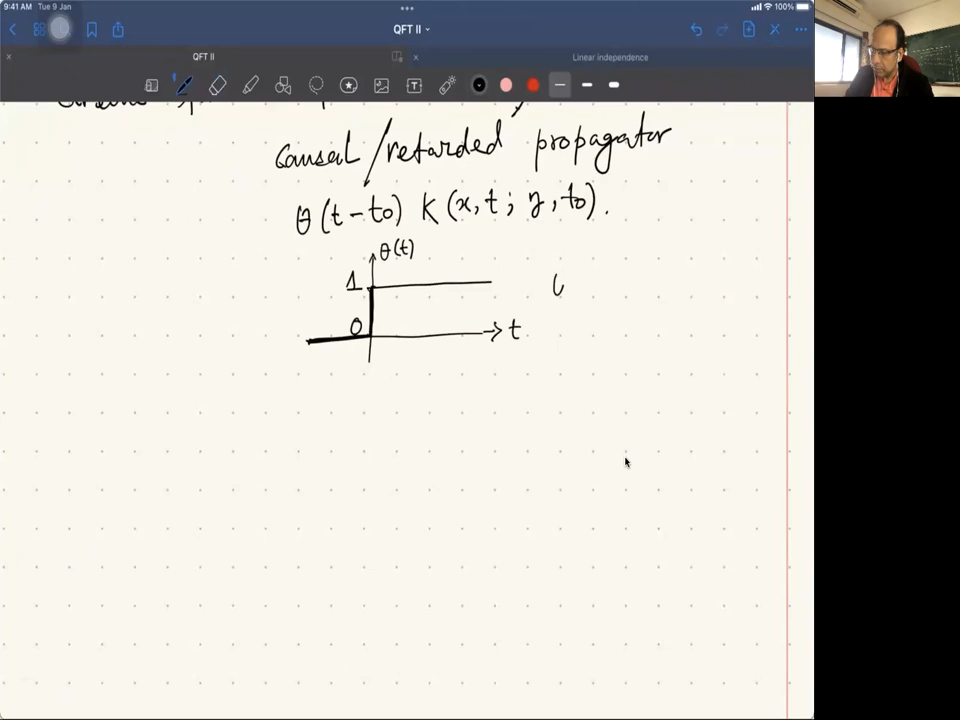 9:41 AM Tue 9 Jan
100%
QFT II
QFT II
Linear independence
causal/retarded propagator
θ(t-t0) K(x,t; y,t0).
θ(t)
1
0
t